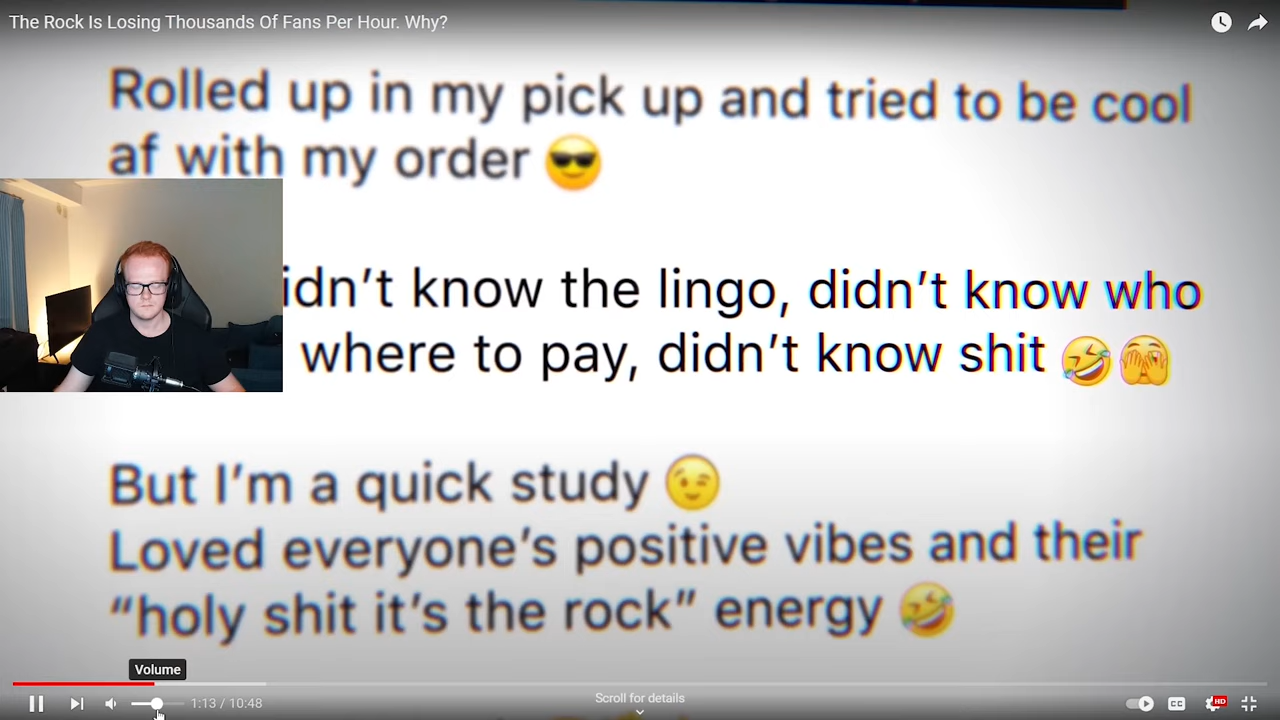 The Rock Is Losing Thousands Of Fans Per Hour. Why?
Rolled up in my pick up and tried to be cool
af with my order 😎
idn’t know the lingo, didn’t know who
where to pay, didn’t know shit 🤣🫣
But I’m a quick study 😉
Loved everyone’s positive vibes and their
“holy shit it’s the rock” energy 🤣
Volume
1:13 / 10:48
Scroll for details
CC
HD